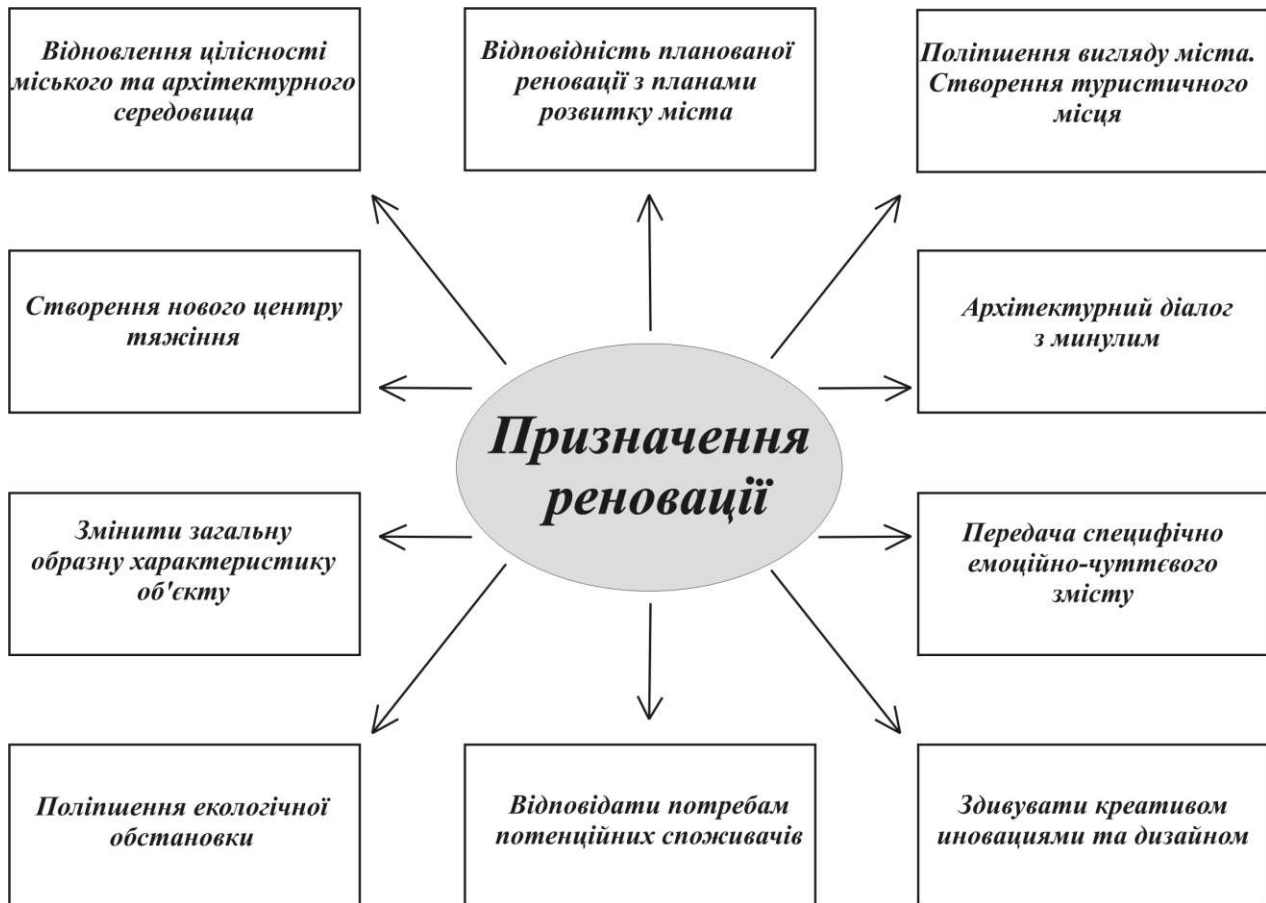 Відновлення цілісності
міського та архітектурного
середовища
Відповідність планованої
реновації з планами
розвитку міста
Поліпшення вигляду міста.
Створення туристичного
місця
Створення нового центру
тяжіння
Архітектурний діалог
з минулим
Призначення
реновації
Змінити загальну
образну характеристику
об'єкту
Передача специфічно
емоційно-чуттєвого
змісту
Поліпшення екологічної
обстановки
Відповідати потребам
потенційних споживачів
Здивувати креативом
иновациями та дизайном